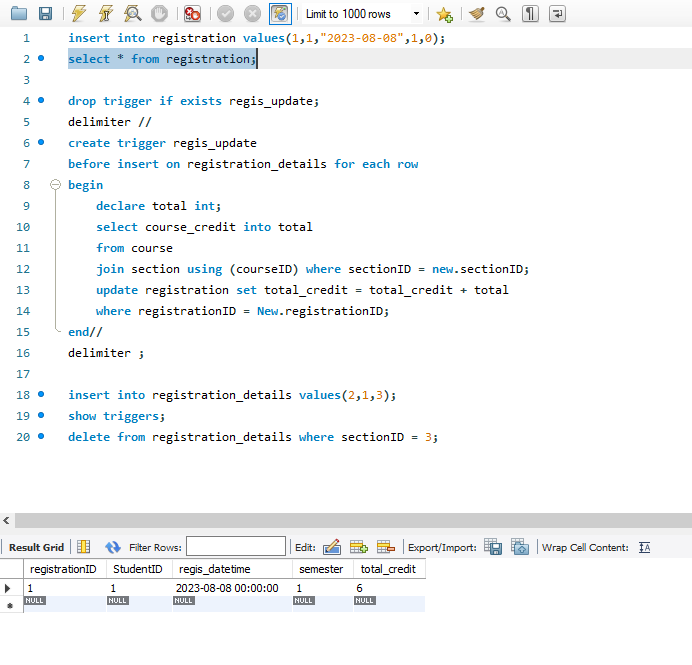 Limit to 1000 rows
1 insert into registration values(1,1,"2023-08-08",1,0);
2 select * from registration;
3
4 drop trigger if exists regis_update;
5 delimiter //
6 create trigger regis_update
7 before insert on registration_details for each row
8 begin
9 declare total int;
10 select course_credit into total
11 from course
12 join section using (courseID) where sectionID = new.sectionID;
13 update registration set total_credit = total_credit + total
14 where registrationID = New.registrationID;
15 end//
16 delimiter ;
17
18 insert into registration_details values(2,1,3);
19 show triggers;
20 delete from registration_details where sectionID = 3;
Result Grid Filter Rows: Edit: Export/Import: Wrap Cell Content:
registrationID StudentID regis_datetime semester total_credit
1 1 2023-08-08 00:00:00 1 6
NULL NULL NULL NULL NULL